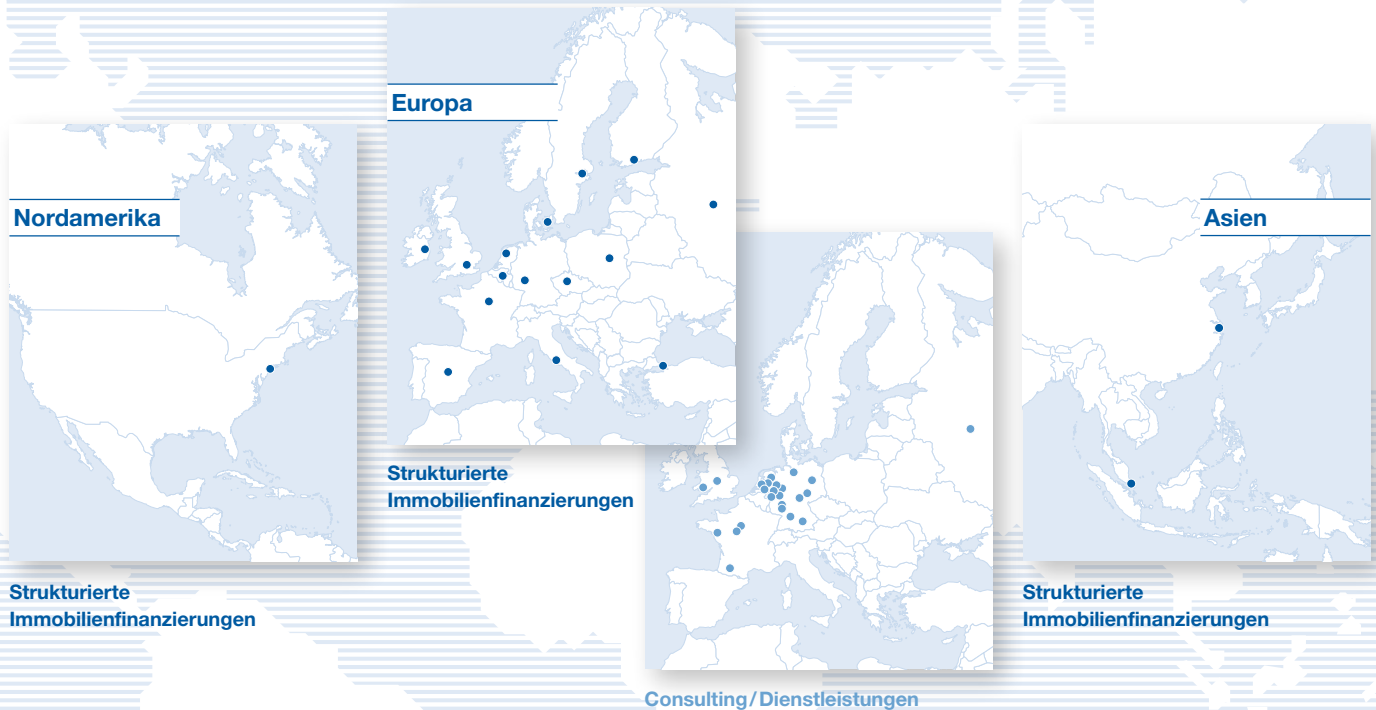 Europa
Nordamerika
Asien
Strukturierte
Immobilienfinanzierungen
Strukturierte
Immobilienfinanzierungen
Strukturierte
Immobilienfinanzierungen
Consulting/Dienstleistungen